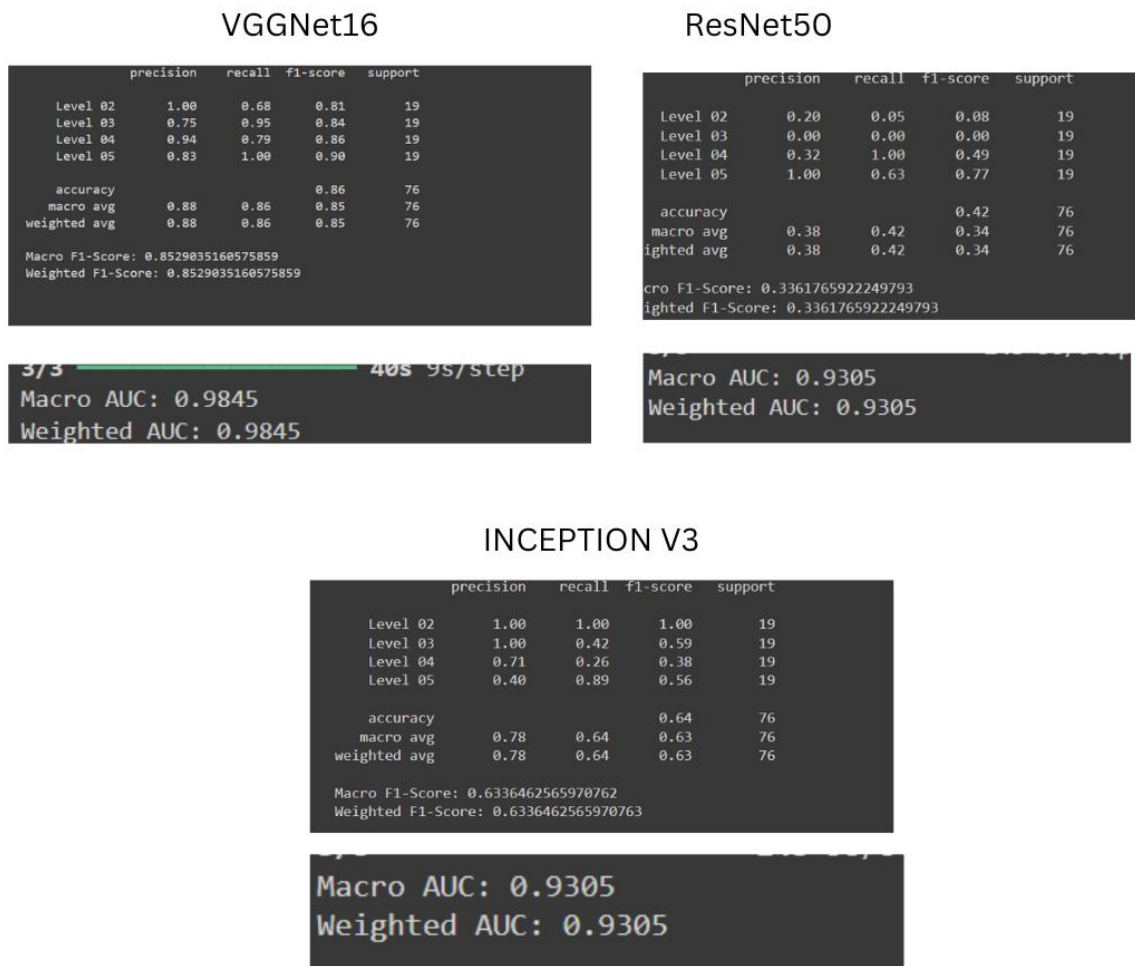 VGGNet16
precision recall f1-score support
Level 02 1.00 0.68 0.81 19
Level 03 0.75 0.95 0.84 19
Level 04 0.94 0.79 0.86 19
Level 05 0.83 1.00 0.90 19
accuracy 0.86 76
macro avg 0.88 0.86 0.85 76
weighted avg 0.88 0.86 0.85 76
Macro F1-Score: 0.8529035160575859
Weighted F1-Score: 0.8529035160575859
3/3 40s 9s/step
Macro AUC: 0.9845
Weighted AUC: 0.9845
ResNet50
precision recall f1-score support
Level 02 0.20 0.05 0.08 19
Level 03 0.00 0.00 0.00 19
Level 04 0.32 1.00 0.49 19
Level 05 1.00 0.63 0.77 19
accuracy 0.42 76
macro avg 0.38 0.42 0.34 76
ighted avg 0.38 0.42 0.34 76
cro F1-Score: 0.3361765922249793
ighted F1-Score: 0.3361765922249793
Macro AUC: 0.9305
Weighted AUC: 0.9305
INCEPTION V3
precision recall f1-score support
Level 02 1.00 1.00 1.00 19
Level 03 1.00 0.42 0.59 19
Level 04 0.71 0.26 0.38 19
Level 05 0.40 0.89 0.56 19
accuracy 0.64 76
macro avg 0.78 0.64 0.63 76
weighted avg 0.78 0.64 0.63 76
Macro F1-Score: 0.6336462565970762
Weighted F1-Score: 0.6336462565970763
Macro AUC: 0.9305
Weighted AUC: 0.9305